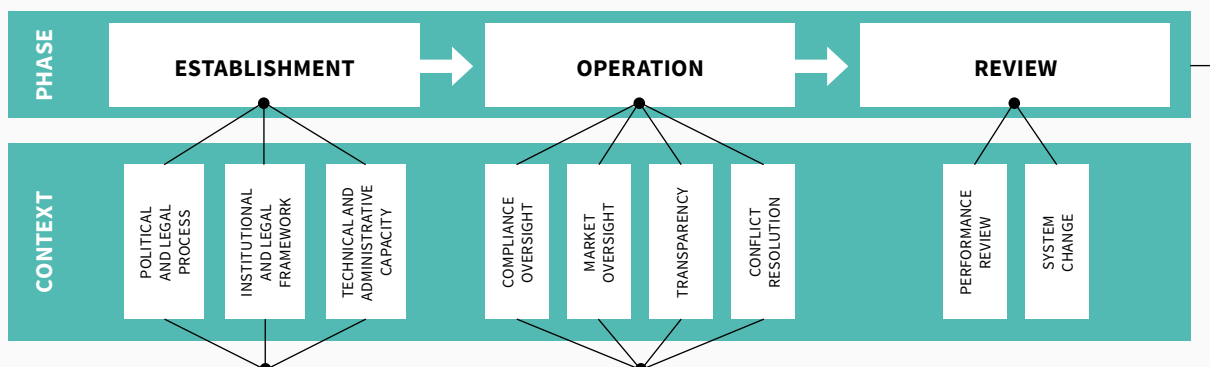 PHASE
ESTABLISHMENT
OPERATION
REVIEW
CONTEXT
POLITICAL
AND LEGAL
PROCESS
INSTITUTIONAL
AND LEGAL
FRAMEWORK
TECHNICAL AND
ADMINISTRATIVE
CAPACITY
COMPLIANCE
OVERSIGHT
MARKET
OVERSIGHT
TRANSPARENCY
CONFLICT
RESOLUTION
PERFORMANCE
REVIEW
SYSTEM
CHANGE